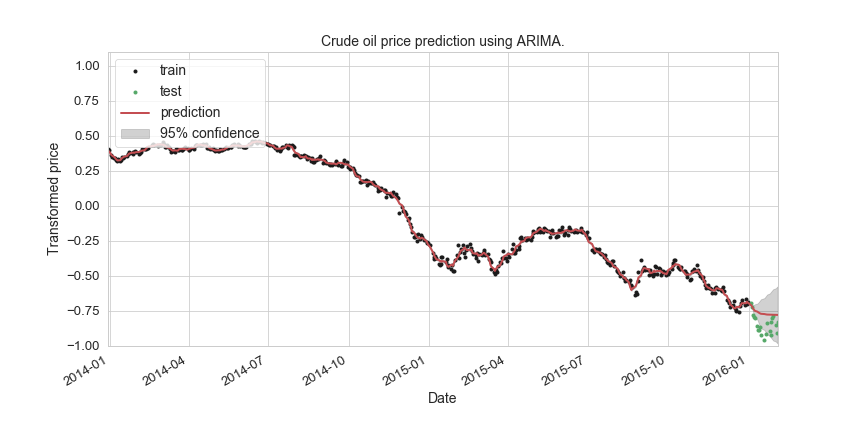 Crude oil price prediction using ARIMA.
train
test
prediction
95% confidence
Transformed price
1.00
0.75
0.50
0.25
0.00
−0.25
−0.50
−0.75
−1.00
2014-01
2014-04
2014-07
2014-10
2015-01
2015-04
2015-07
2015-10
2016-01
Date